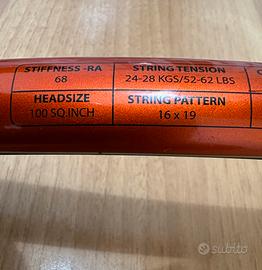 STIFFNESS -RA
68
STRING TENSION
24-28 KGS/52-62 LBS
HEADSIZE
100 SQ.INCH
STRING PATTERN
16 x 19
subito